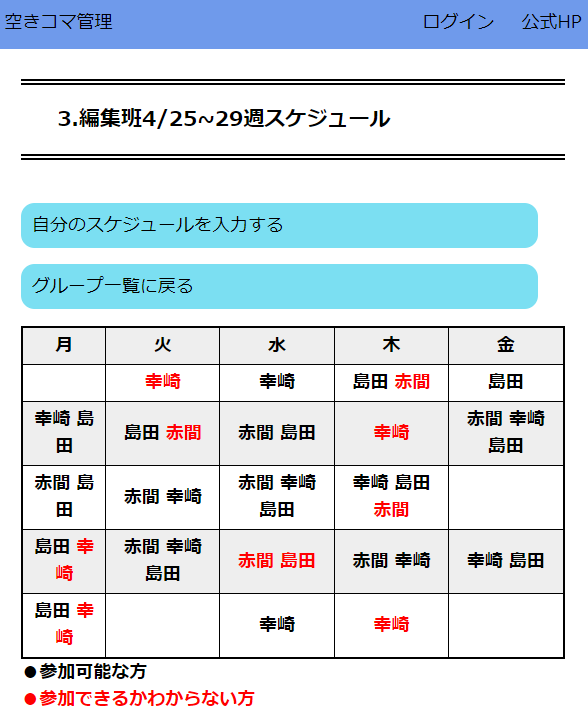 空きコマ管理 ログイン 公式HP
3.編集班4/25~29週スケジュール
自分のスケジュールを入力する
グループ一覧に戻る
月 火 水 木 金
幸崎 幸崎 島田 赤間 島田
幸崎 島田 島田 赤間 赤間 島田 幸崎 赤間 幸崎 島田
赤間 島田 赤間 幸崎 赤間 幸崎 島田 幸崎 島田 赤間
島田 幸崎 赤間 幸崎 島田 赤間 島田 赤間 幸崎 幸崎 島田
島田 幸崎 幸崎 幸崎
●参加可能な方
●参加できるかわからない方